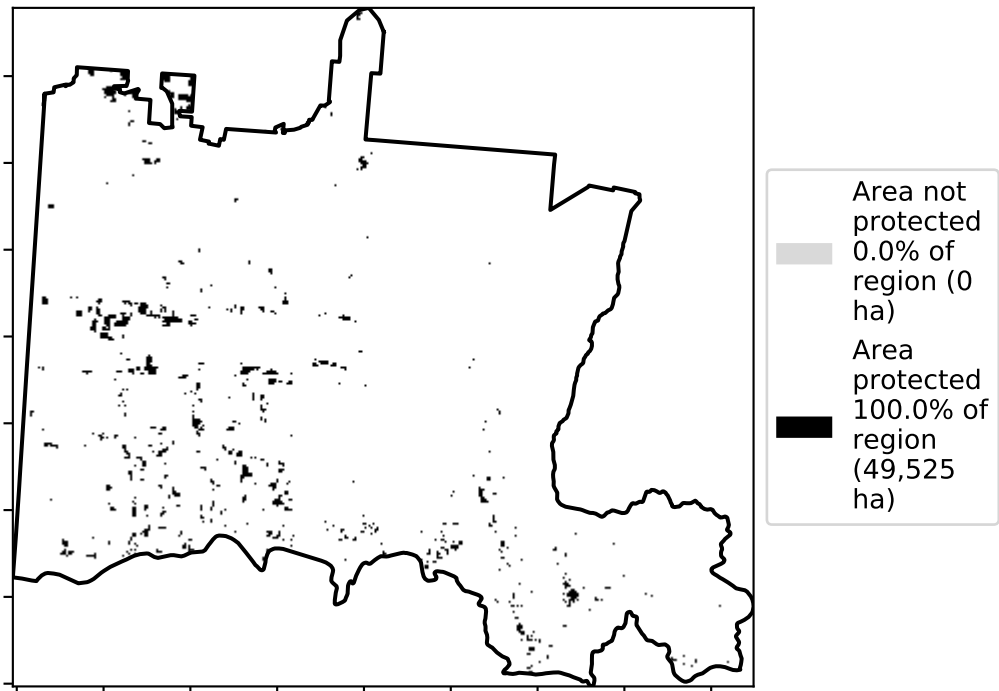 Area not
protected
0.0% of
region (0
ha)
Area
protected
100.0% of
region
(49,525
ha)